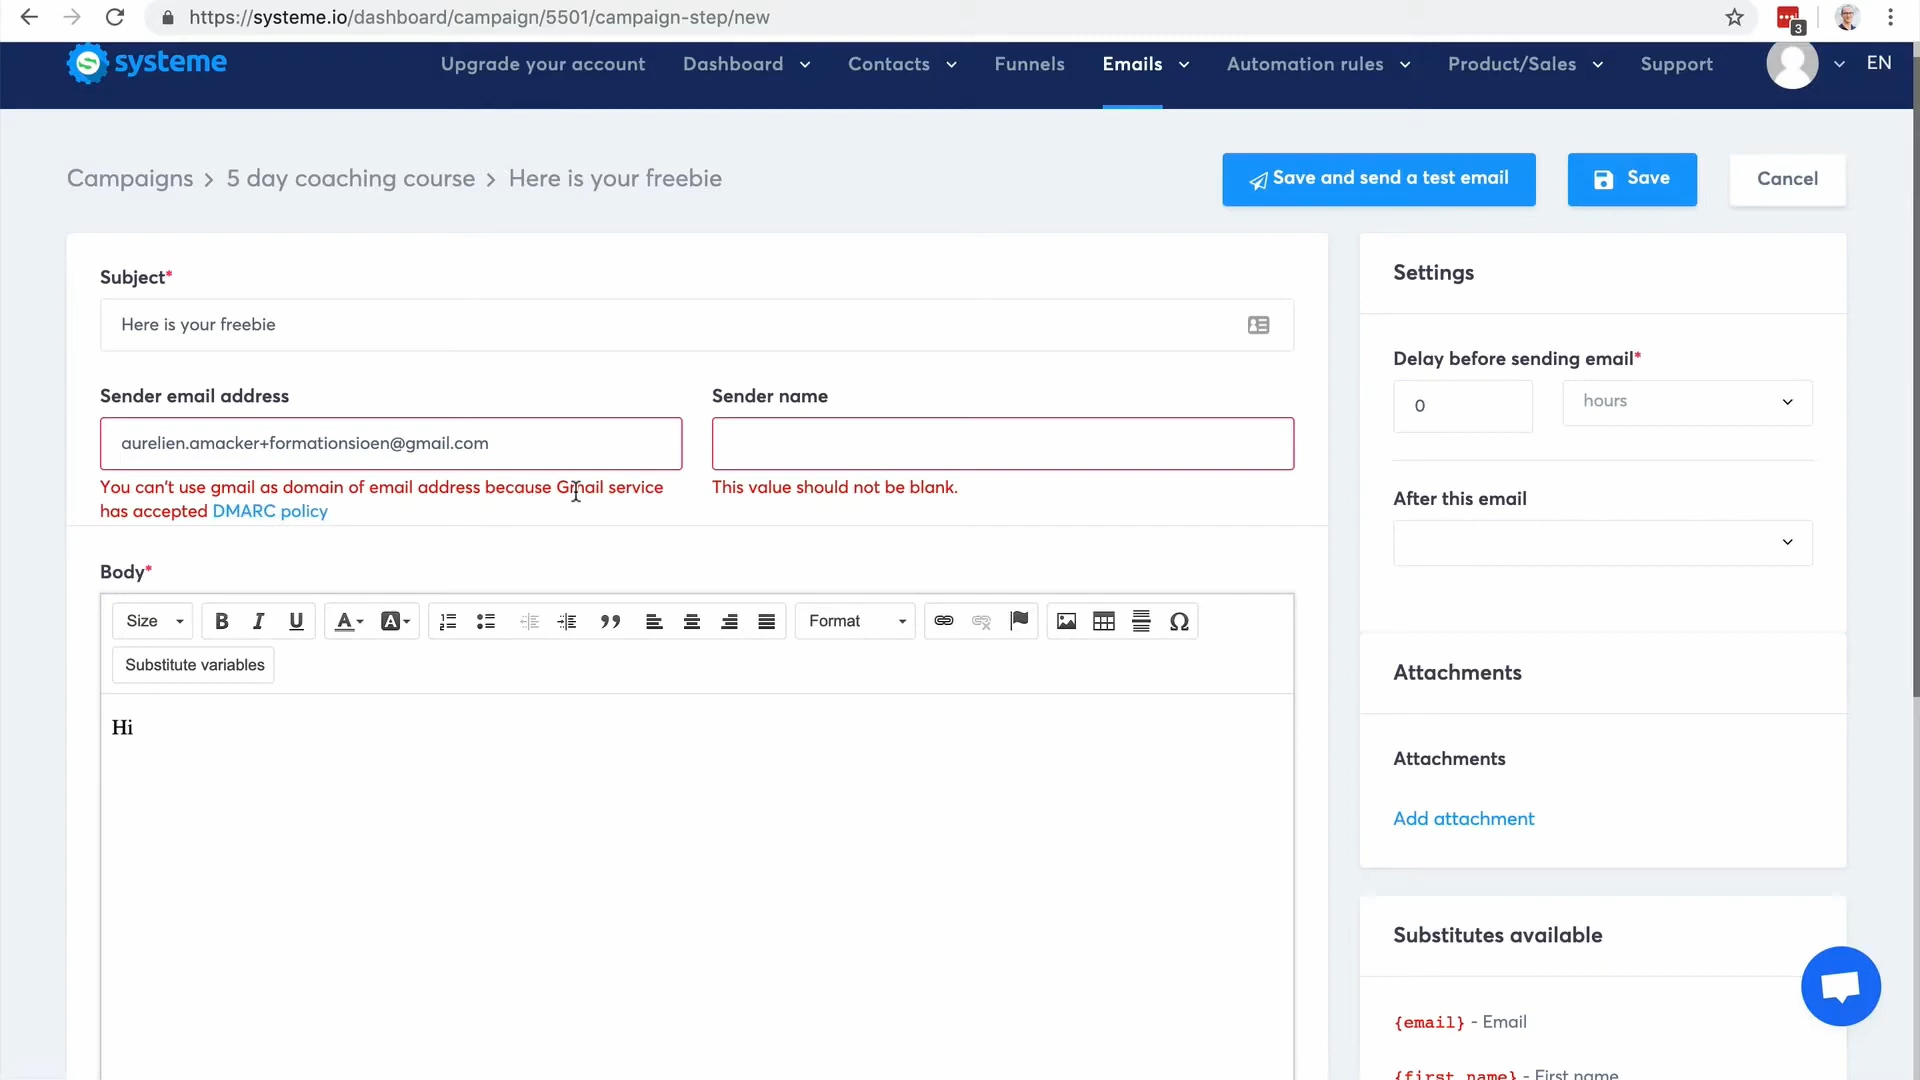 https://systeme.io/dashboard/campaign/5501/campaign-step/new
3
systeme
Upgrade your account
Dashboard
Contacts
Funnels
Emails
Automation rules
Product/Sales
Support
EN
Campaigns > 5 day coaching course > Here is your freebie
Save and send a test email
Save
Cancel
Subject*
Here is your freebie
Sender email address
Sender name
aurelien.amacker+formationsioen@gmail.com
You can't use gmail as domain of email address because Gmail service
has accepted DMARC policy
This value should not be blank.
Body*
Size
B I U
A
A
Format
Ω
Substitute variables
Hi
Settings
Delay before sending email*
0
hours
After this email
Attachments
Attachments
Add attachment
Substitutes available
{email} - Email
{first_name} - First name